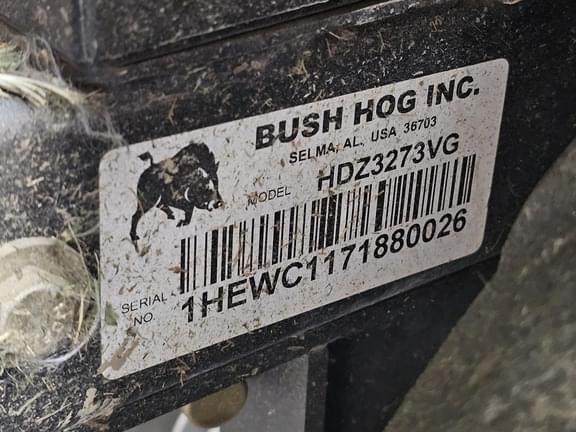 BUSH HOG INC.
SELMA, AL. USA 36703
MODEL HDZ3273VG
SERIAL NO. 1HEWC1171880026